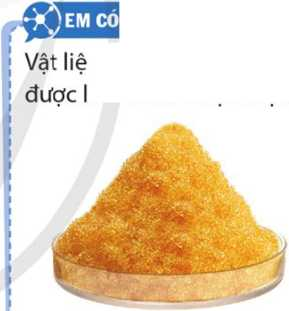 EM CÓ
Vật liệ
được l